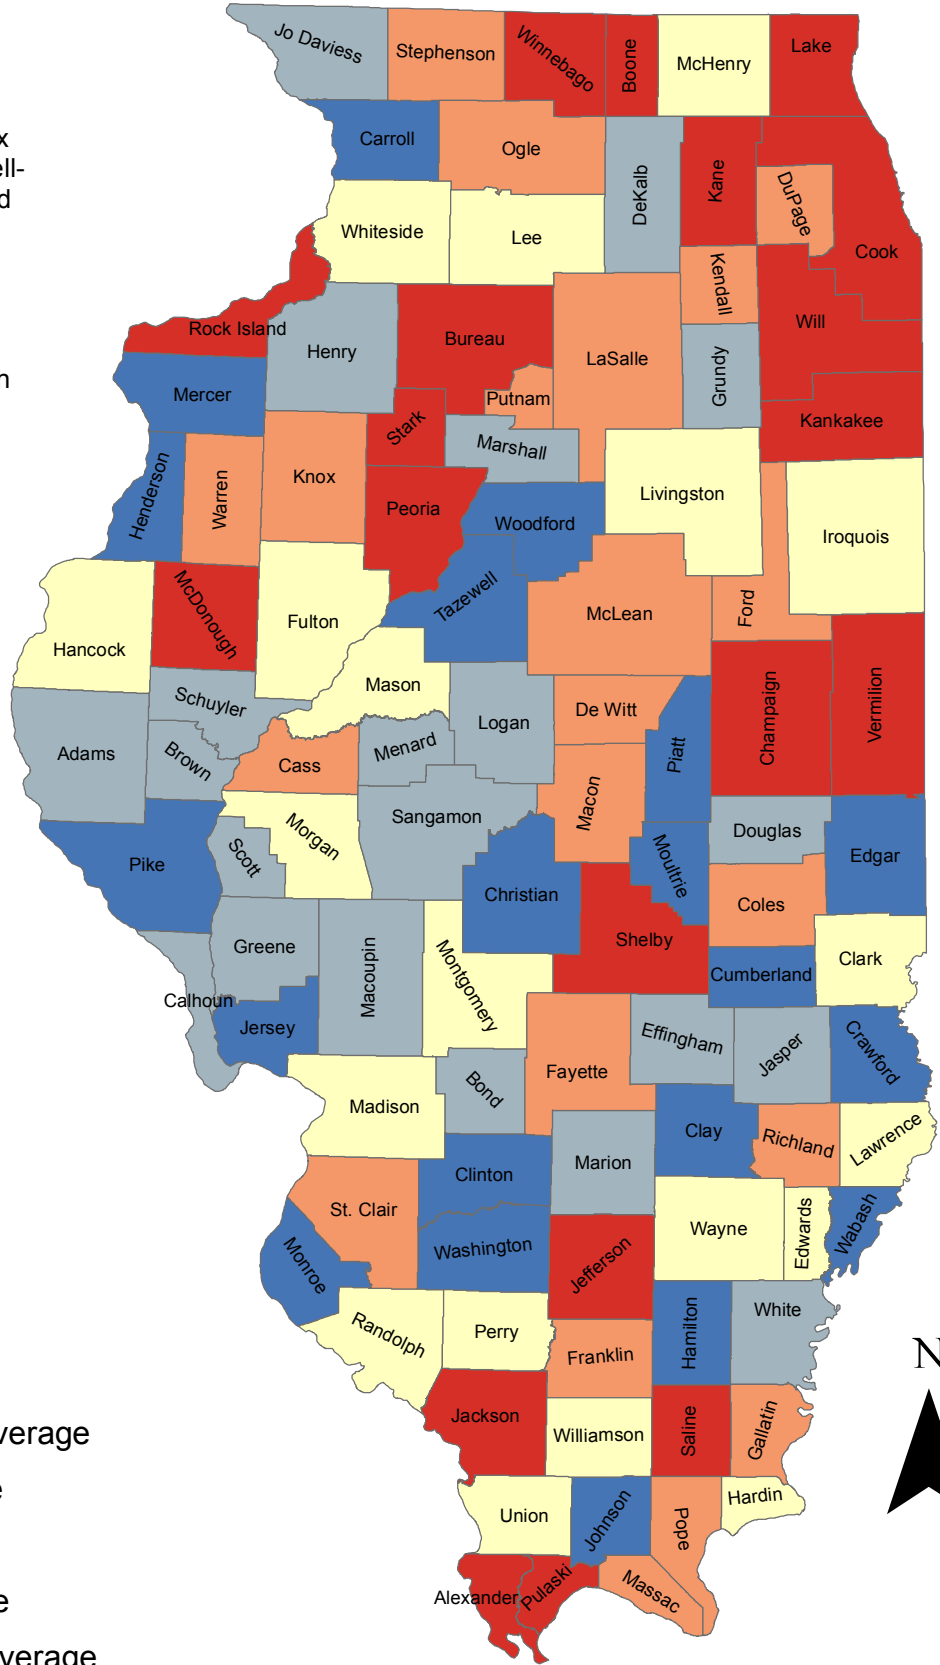 Jo Daviess
Stephenson
Winnebago
Boone
McHenry
Lake
x
ell-
d
Carroll
Ogle
DeKalb
Kane
DuPage
Cook
Whiteside
Lee
Kendall
Rock Island
Henry
Bureau
LaSalle
Grundy
Will
n
Mercer
Putnam
Stark
Marshall
Kankakee
Henderson
Warren
Knox
Peoria
Woodford
Livingston
Iroquois
Hancock
McDonough
Fulton
Tazewell
McLean
Ford
Mason
Schuyler
Logan
De Witt
Piatt
Champaign
Vermilion
Adams
Brown
Cass
Menard
Macon
Sangamon
Pike
Scott
Morgan
Christian
Moultrie
Douglas
Edgar
Coles
Shelby
Greene
Macoupin
Montgomery
Cumberland
Clark
Calhoun
Jersey
Effingham
Jasper
Crawford
Fayette
Bond
Madison
Marion
Clay
Richland
Lawrence
Clinton
St. Clair
Wayne
Edwards
Wabash
Monroe
Washington
Jefferson
Hamilton
White
Randolph
Perry
Franklin
N
Jackson
Williamson
Saline
Gallatin
verage
e
Union
Johnson
Pope
Hardin
Alexander
Pulaski
Massac
e
verage